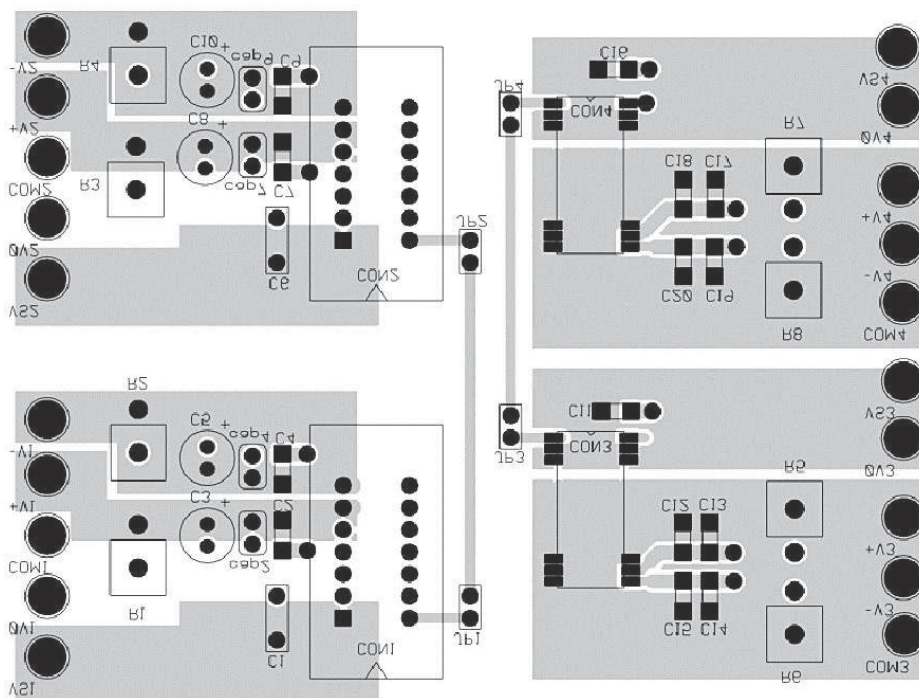 C10
+
C9
cap9
-V2
R4
C16
VS4
JP4
CON4
+V2
C8
+
R7
0V4
COM2
cap7
C7
R3
C18
C17
JP2
0V2
+V4
CON2
C6
-V4
C20
C19
VS2
R8
COM4
R2
C11
VS3
JP3
C5
+
cap4
C4
CON3
-V1
R5
0V3
+V1
C3
+
C2
C12
C13
COM1
cap2
+V3
R1
-V3
0V1
C15
C14
JP1
C1
CON1
R6
COM3
VS1